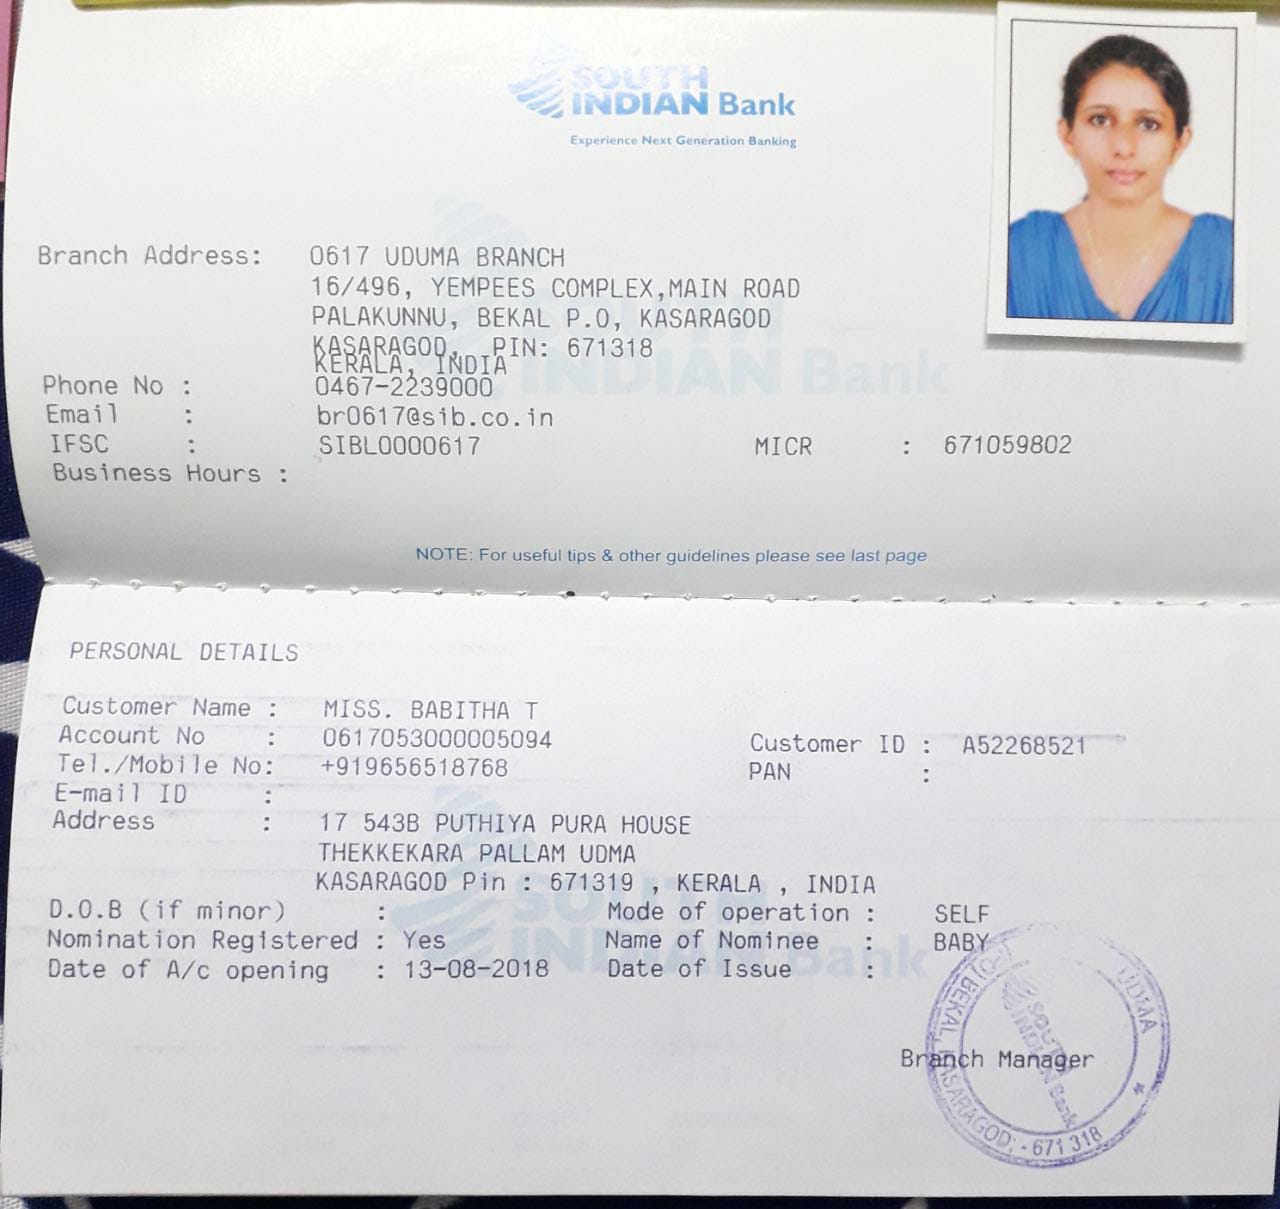 SOUTH
INDIAN Bank
Experience Next Generation Banking
Branch Address: 0617 UDUMA BRANCH
16/496, YEMPEES COMPLEX,MAIN ROAD
PALAKUNNU, BEKAL P.O, KASARAGOD
KASARAGOD, PIN: 671318
KERALA, INDIA
Phone No : 0467-2239000
Email : br0617@sib.co.in
IFSC : SIBL0000617 MICR : 671059802
Business Hours :
NOTE: For useful tips & other guidelines please see last page
PERSONAL DETAILS
Customer Name : MISS. BABITHA T
Account No : 0617053000005094 Customer ID : A52268521
Tel./Mobile No: +919656518768 PAN :
E-mail ID :
Address : 17 543B PUTHIYA PURA HOUSE
THEKKEKARA PALLAM UDMA
KASARAGOD Pin : 671319 , KERALA , INDIA
D.O.B (if minor) : Mode of operation : SELF
Nomination Registered : Yes Name of Nominee : BABY
Date of A/c opening : 13-08-2018 Date of Issue :
Branch Manager
UDMA
BEKAL, KASARAGOD, - 671 318
SOUTH
INDIAN Bank